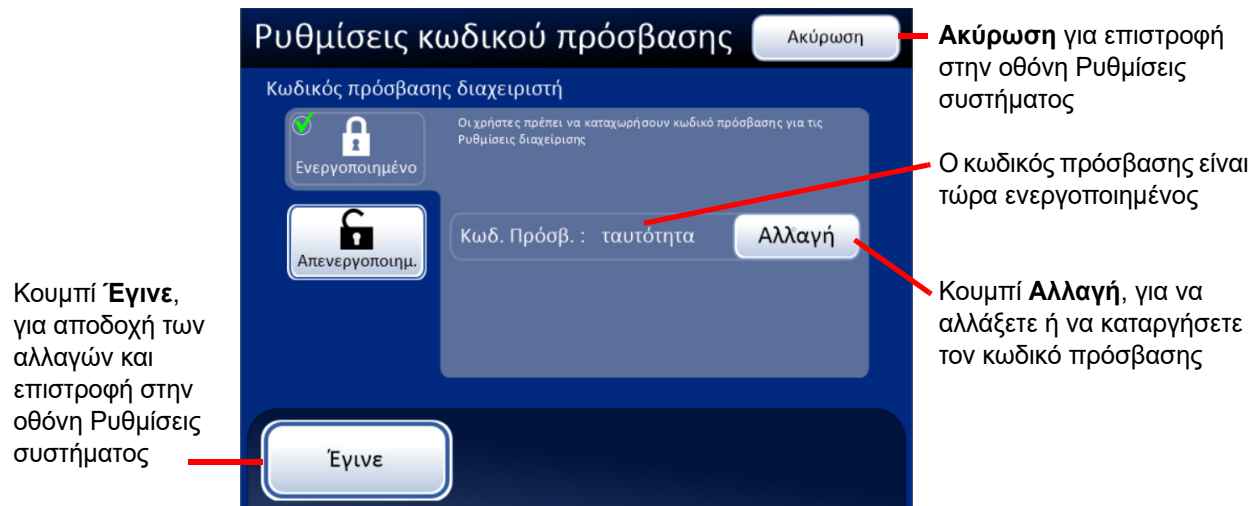 Ρυθμίσεις κωδικού πρόσβασης
Ακύρωση
Κωδικός πρόσβασης διαχειριστή
Ενεργοποιημένο
Οι χρήστες πρέπει να καταχωρήσουν κωδικό πρόσβασης για τις
Ρυθμίσεις διαχείρισης
Απενεργοποιημ.
Κωδ. Πρόσβ. : ταυτότητα
Αλλαγή
Έγινε
Ακύρωση για επιστροφή
στην οθόνη Ρυθμίσεις
συστήματος
Ο κωδικός πρόσβασης είναι
τώρα ενεργοποιημένος
Κουμπί Αλλαγή, για να
αλλάξετε ή να καταργήσετε
τον κωδικό πρόσβασης
Κουμπί Έγινε,
για αποδοχή των
αλλαγών και
επιστροφή στην
οθόνη Ρυθμίσεις
συστήματος